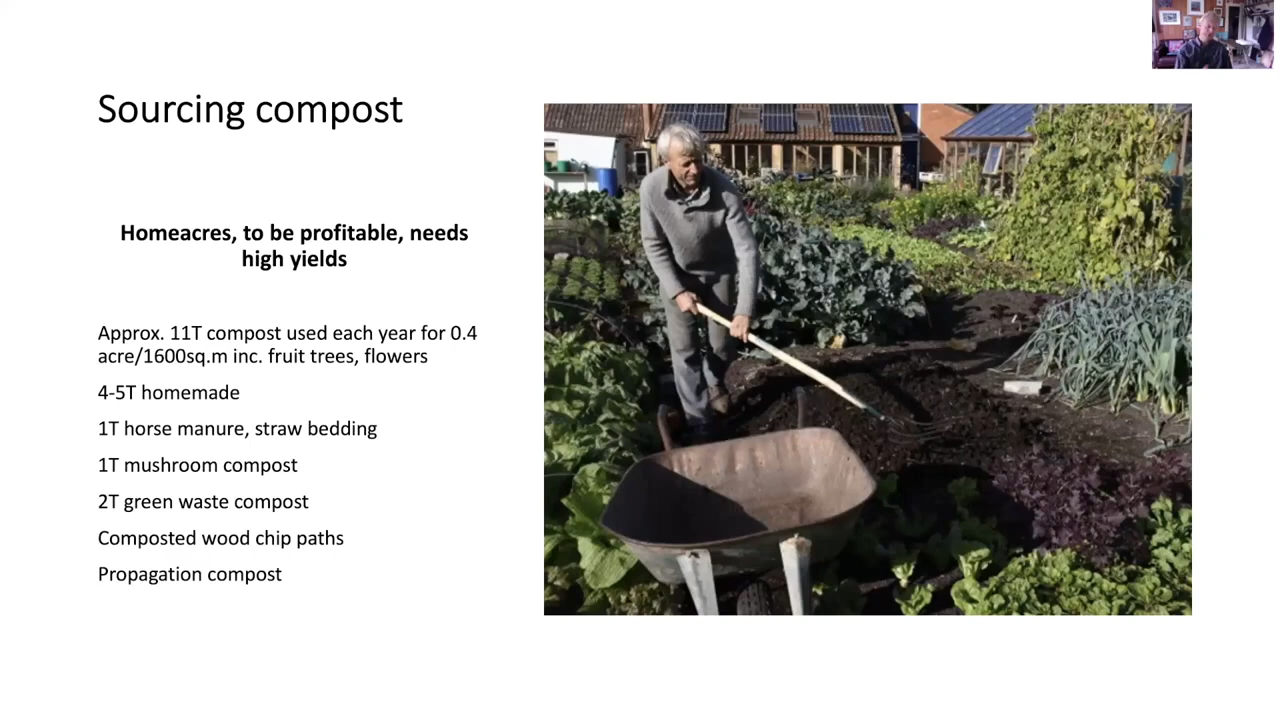 Sourcing compost
Homeacres, to be profitable, needs
high yields
Approx. 11T compost used each year for 0.4
acre/1600sq.m inc. fruit trees, flowers
4-5T homemade
1T horse manure, straw bedding
1T mushroom compost
2T green waste compost
Composted wood chip paths
Propagation compost